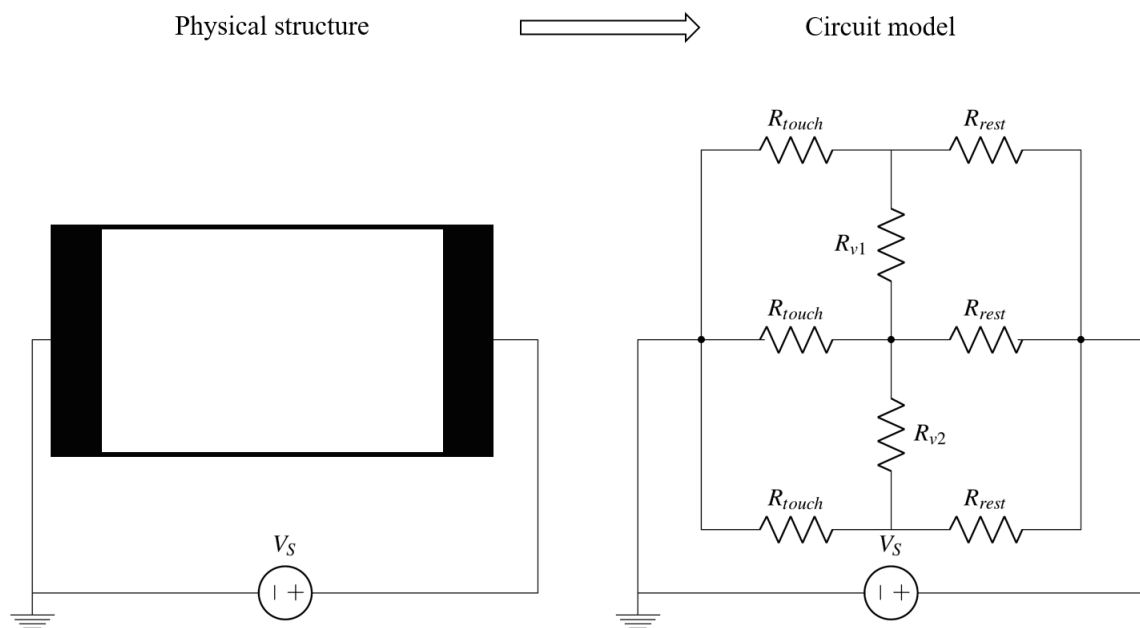 Physical structure
Circuit model
R_touch
R_rest
R_v1
R_touch
R_rest
R_v2
R_touch
R_rest
V_S
V_S